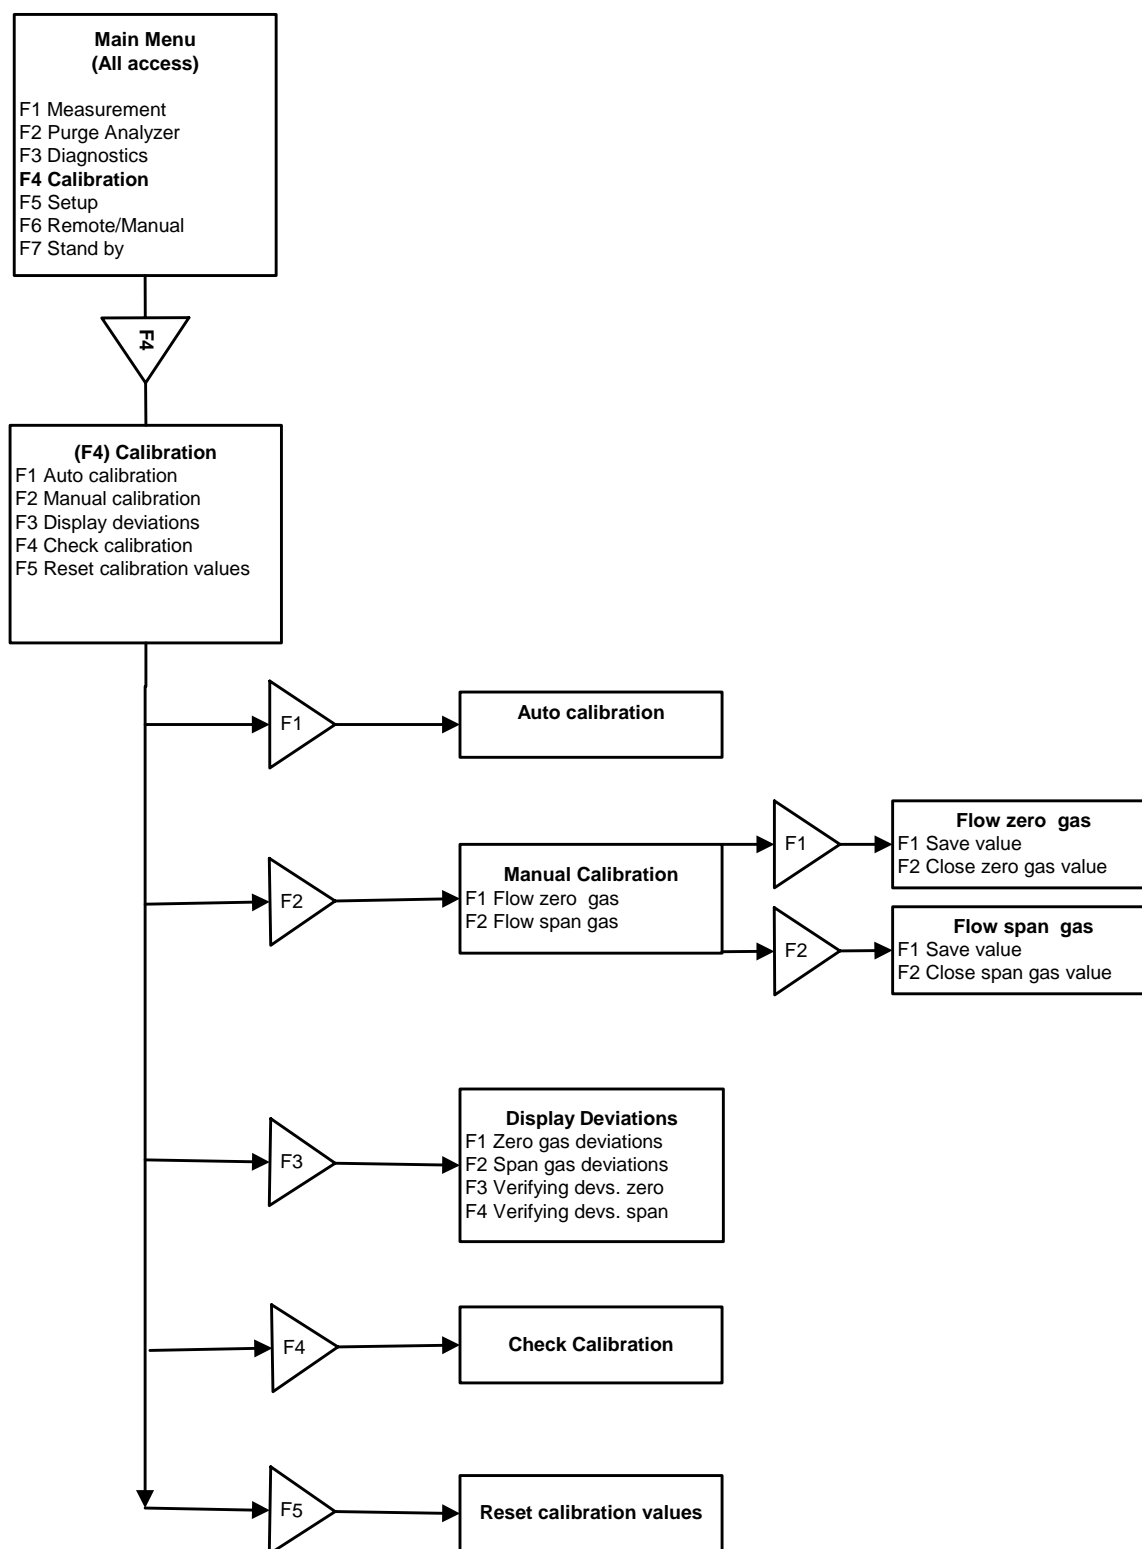 Main Menu
(All access)
F1 Measurement
F2 Purge Analyzer
F3 Diagnostics
F4 Calibration
F5 Setup
F6 Remote/Manual
F7 Stand by
F4
(F4) Calibration
F1 Auto calibration
F2 Manual calibration
F3 Display deviations
F4 Check calibration
F5 Reset calibration values
F1
Auto calibration
F2
Manual Calibration
F1 Flow zero gas
F2 Flow span gas
F1
Flow zero gas
F1 Save value
F2 Close zero gas value
F2
Flow span gas
F1 Save value
F2 Close span gas value
F3
Display Deviations
F1 Zero gas deviations
F2 Span gas deviations
F3 Verifying devs. zero
F4 Verifying devs. span
F4
Check Calibration
F5
Reset calibration values